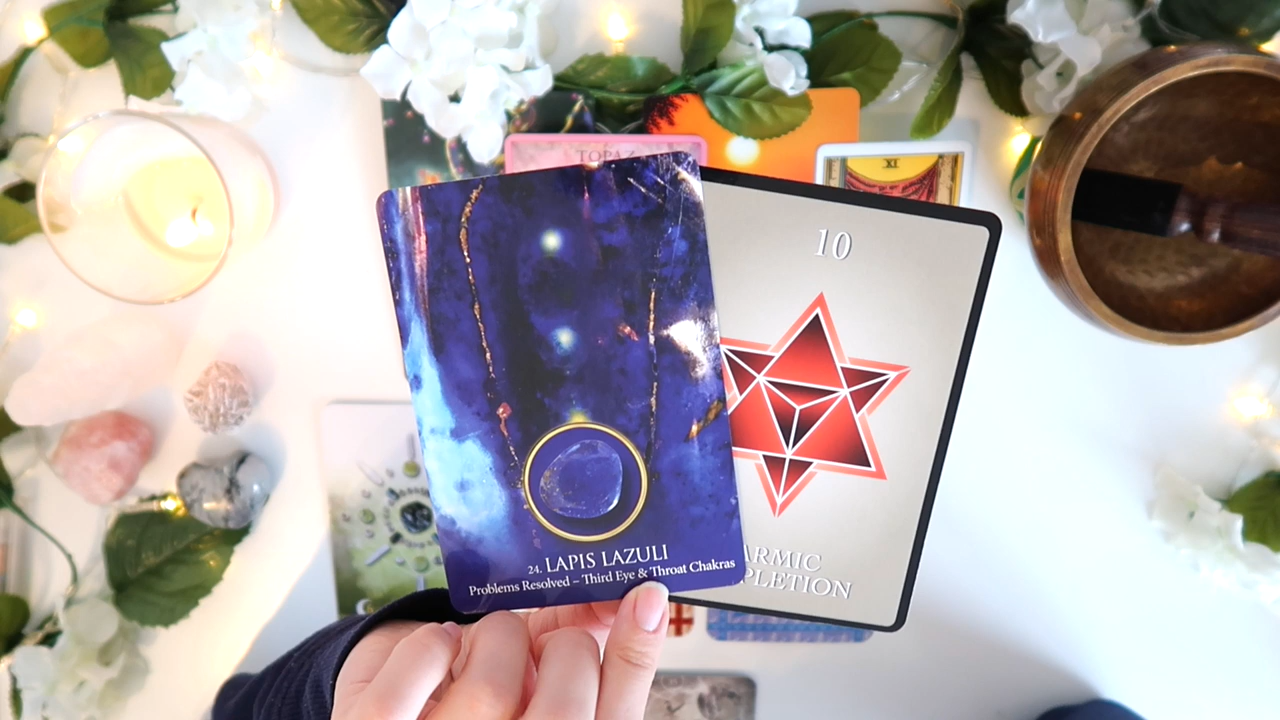 TOPAZ
XI
10
24. LAPIS LAZULI
Problems Resolved – Third Eye & Throat Chakras
ARMIC
PLETION